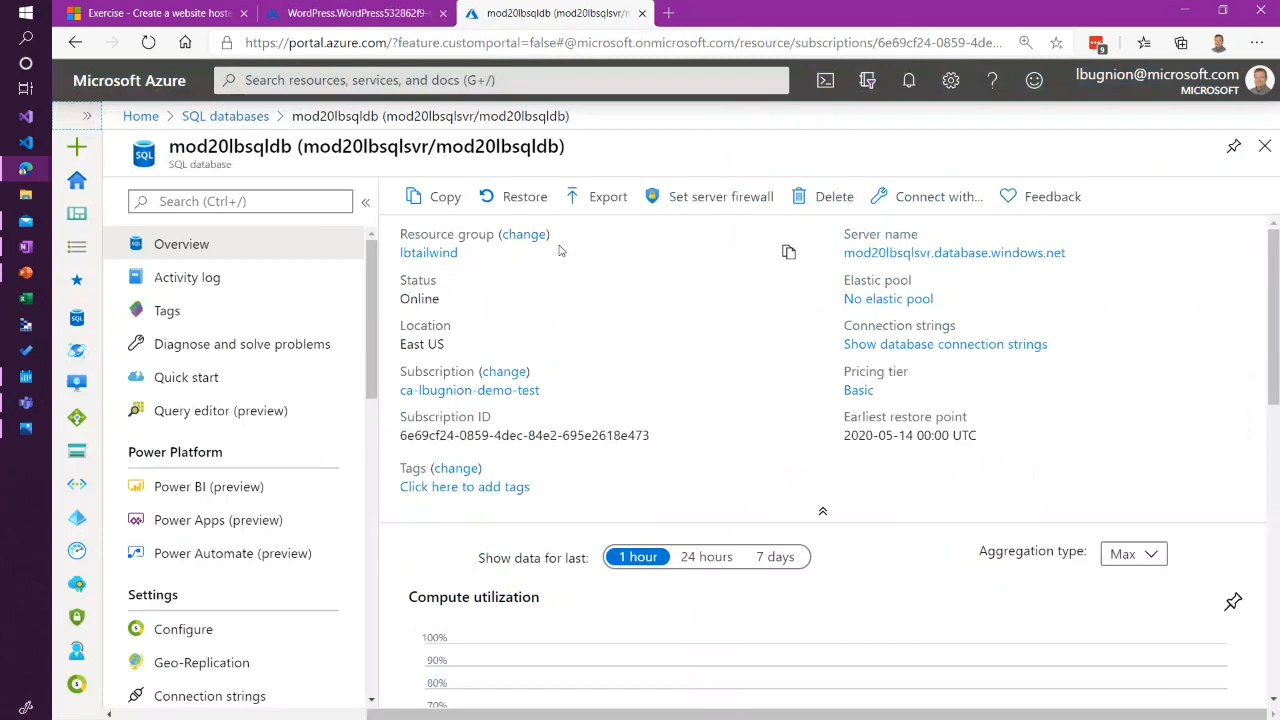 Exercise - Create a website hoste
WordPress.WordPress532862f9-
mod20lbsqldb (mod20lbsqlsvr/m
https://portal.azure.com/?feature.customportal=false#@microsoft.onmicrosoft.com/resource/subscriptions/6e69cf24-0859-4de...
9
Microsoft Azure
Search resources, services, and docs (G+/)
lbugnion@microsoft.com
MICROSOFT
Home > SQL databases > mod20lbsqldb (mod20lbsqlsvr/mod20lbsqldb)
SQL
mod20lbsqldb (mod20lbsqlsvr/mod20lbsqldb)
SQL database
Search (Ctrl+/)
Overview
Activity log
Tags
Diagnose and solve problems
Quick start
Query editor (preview)
Power Platform
Power BI (preview)
Power Apps (preview)
Power Automate (preview)
Settings
Configure
Geo-Replication
Connection strings
Copy
Restore
Export
Set server firewall
Delete
Connect with...
Feedback
Resource group (change)
lbtailwind
Status
Online
Location
East US
Subscription (change)
ca-lbugnion-demo-test
Subscription ID
6e69cf24-0859-4dec-84e2-695e2618e473
Tags (change)
Click here to add tags
Server name
mod20lbsqlsvr.database.windows.net
Elastic pool
No elastic pool
Connection strings
Show database connection strings
Pricing tier
Basic
Earliest restore point
2020-05-14 00:00 UTC
Show data for last:
1 hour
24 hours
7 days
Aggregation type:
Max
Compute utilization
100%
90%
80%
70%